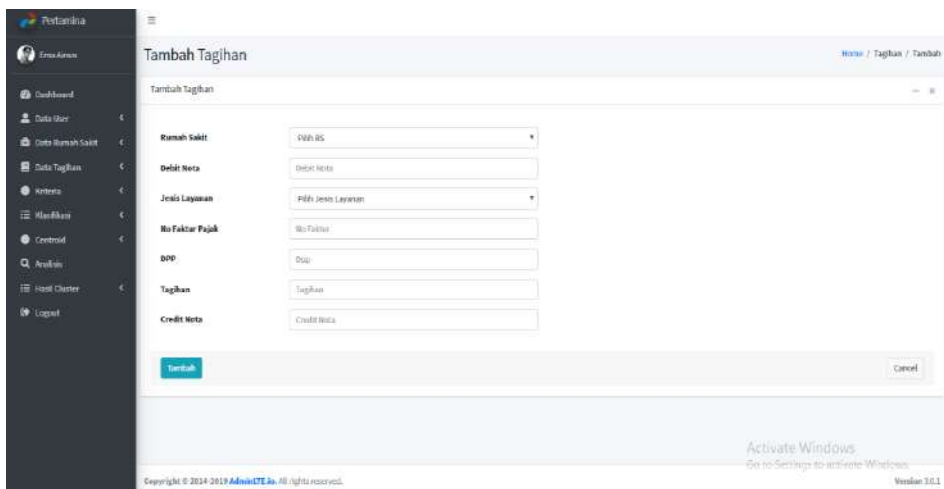 Pertamina
Tambah Tagihan
Home / Tagihan / Tambah
Dashboard
Tambah Tagihan
Data User
Data Rumah Sakit
Rumah Sakit
Pilih RS
Data Tagihan
Debit Nota
Debit Nota
Kriteria
Jenis Layanan
Pilih Jenis Layanan
Klasifikasi
No Faktur Pajak
No Faktur
Centroid
Analisis
DPP
Dpp
Hasil Cluster
Tagihan
Tagihan
Logout
Credit Nota
Credit Nota
Tambah
Cancel
Activate Windows
Go to Settings to activate Windows.
Copyright © 2014-2019 AdminLTE.io. All rights reserved.
Version 3.0.1